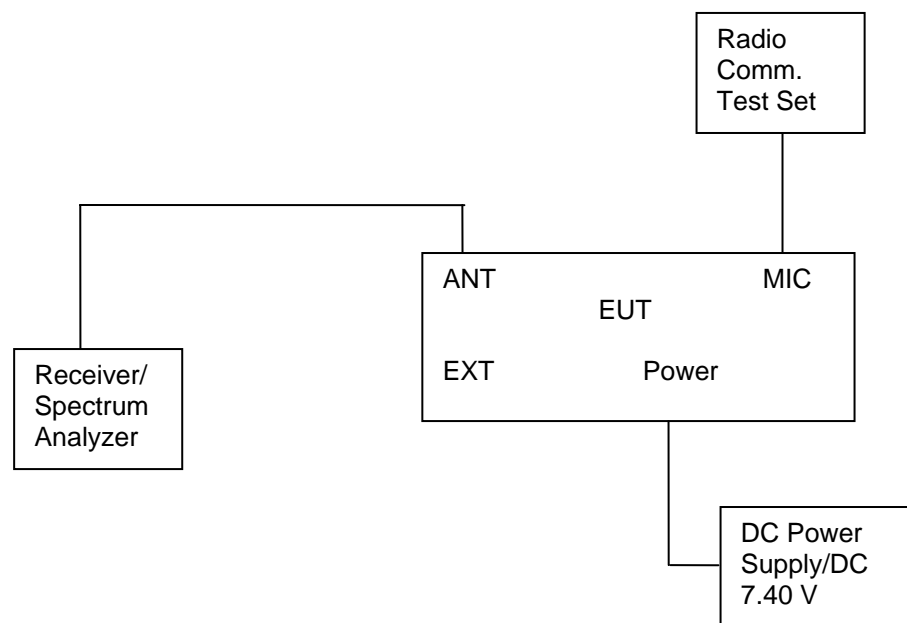 Radio
Comm.
Test Set
ANT
MIC
EUT
EXT
Power
Receiver/
Spectrum
Analyzer
DC Power
Supply/DC
7.40 V